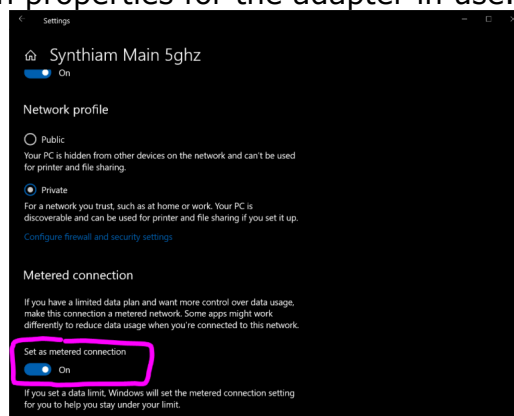 properties for the adapter in use.
Settings
Synthiam Main 5ghz
On
Network profile
Public
Your PC is hidden from other devices on the network and can't be used
for printer and file sharing.
Private
For a network you trust, such as at home or work. Your PC is
discoverable and can be used for printer and file sharing if you set it up.
Configure firewall and security settings
Metered connection
If you have a limited data plan and want more control over data usage,
make this connection a metered network. Some apps might work
differently to reduce data usage when you're connected to this network.
Set as metered connection
On
If you set a data limit, Windows will set the metered connection setting
for you to help you stay under your limit.